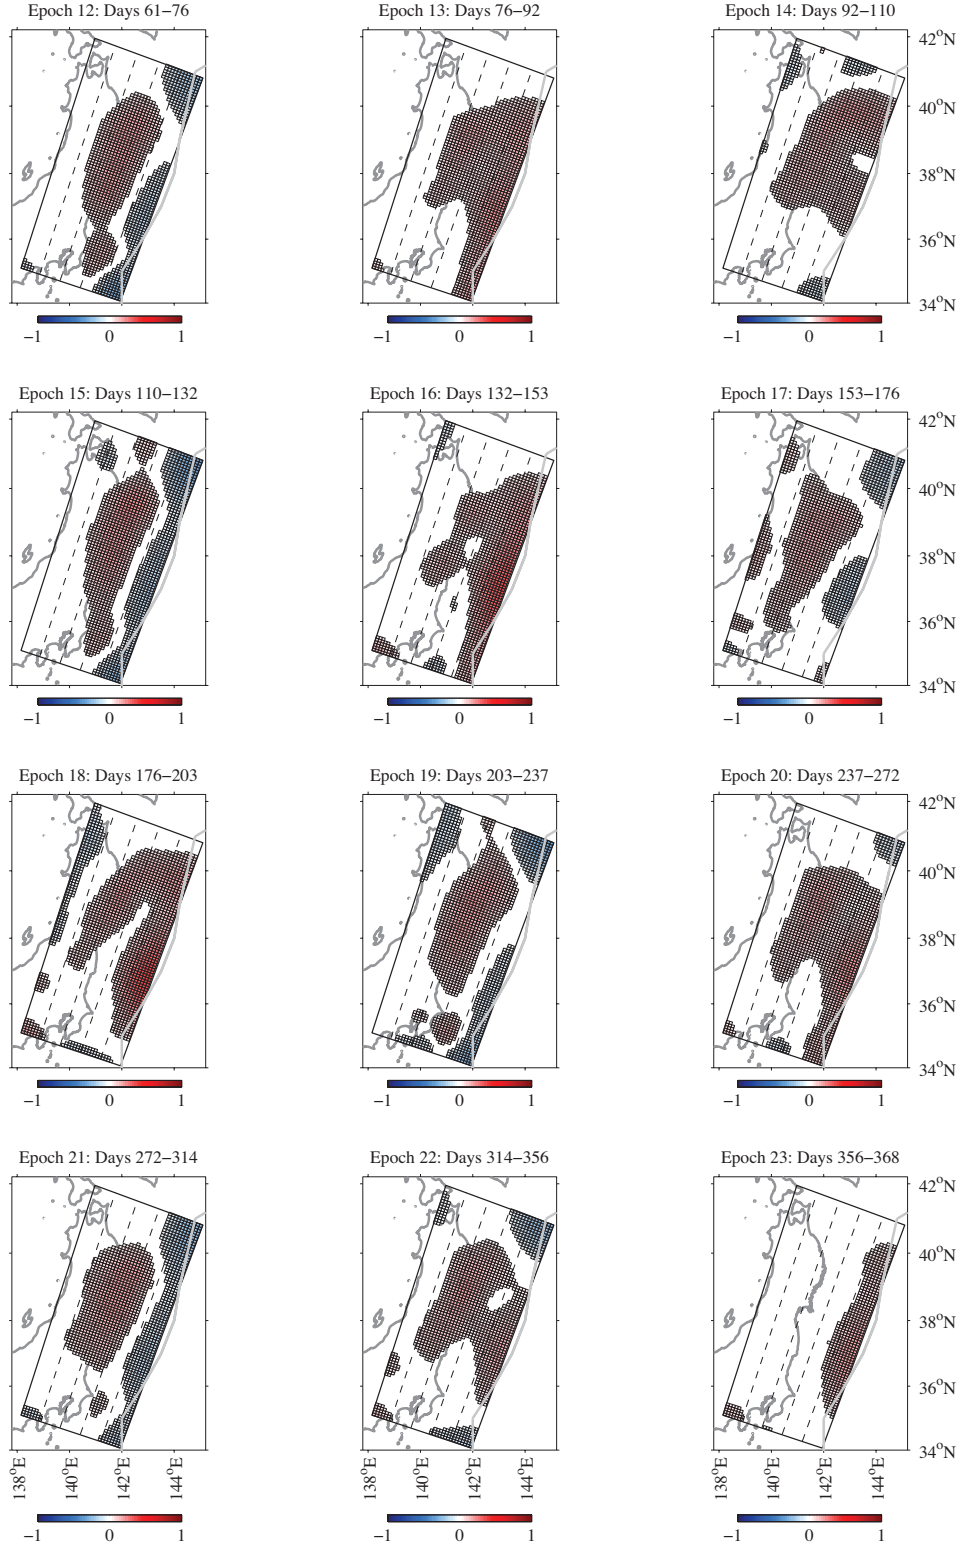 Epoch 12: Days 61−76
Epoch 13: Days 76−92
Epoch 14: Days 92−110
42°N
40°N
38°N
36°N
34°N
−1 0 1
−1 0 1
−1 0 1
Epoch 15: Days 110−132
Epoch 16: Days 132−153
Epoch 17: Days 153−176
42°N
40°N
38°N
36°N
34°N
−1 0 1
−1 0 1
−1 0 1
Epoch 18: Days 176−203
Epoch 19: Days 203−237
Epoch 20: Days 237−272
42°N
40°N
38°N
36°N
34°N
−1 0 1
−1 0 1
−1 0 1
Epoch 21: Days 272−314
Epoch 22: Days 314−356
Epoch 23: Days 356−368
42°N
40°N
38°N
36°N
34°N
138°E 140°E 142°E 144°E
138°E 140°E 142°E 144°E
138°E 140°E 142°E 144°E
−1 0 1
−1 0 1
−1 0 1